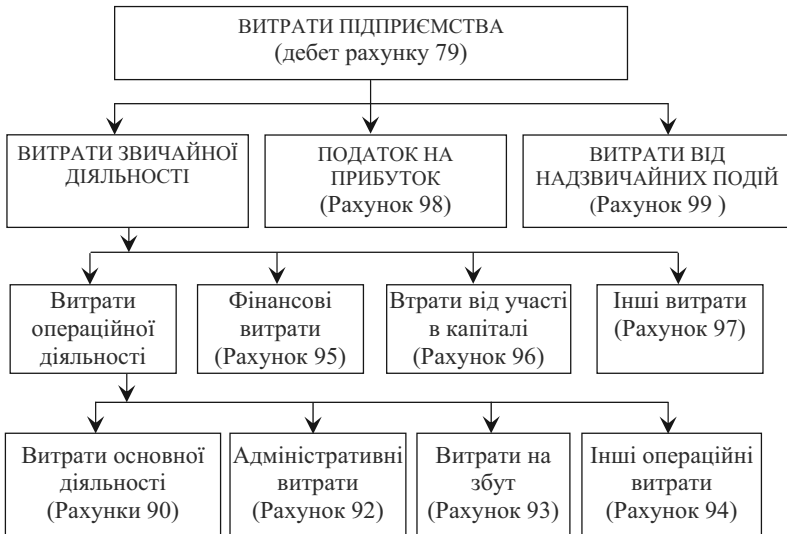 ВИТРАТИ ПІДПРИЄМСТВА
(дебет рахунку 79)
ВИТРАТИ ЗВИЧАЙНОЇ
ДІЯЛЬНОСТІ
ПОДАТОК НА
ПРИБУТОК
(Рахунок 98)
ВИТРАТИ ВІД
НАДЗВИЧАЙНИХ ПОДІЙ
(Рахунок 99 )
Витрати
операційної
діяльності
Фінансові
витрати
(Рахунок 95)
Втрати від участі
в капіталі
(Рахунок 96)
Інші витрати
(Рахунок 97)
Витрати основної
діяльності
(Рахунки 90)
Адміністративні
витрати
(Рахунок 92)
Витрати на
збут
(Рахунок 93)
Інші операційні
витрати
(Рахунок 94)